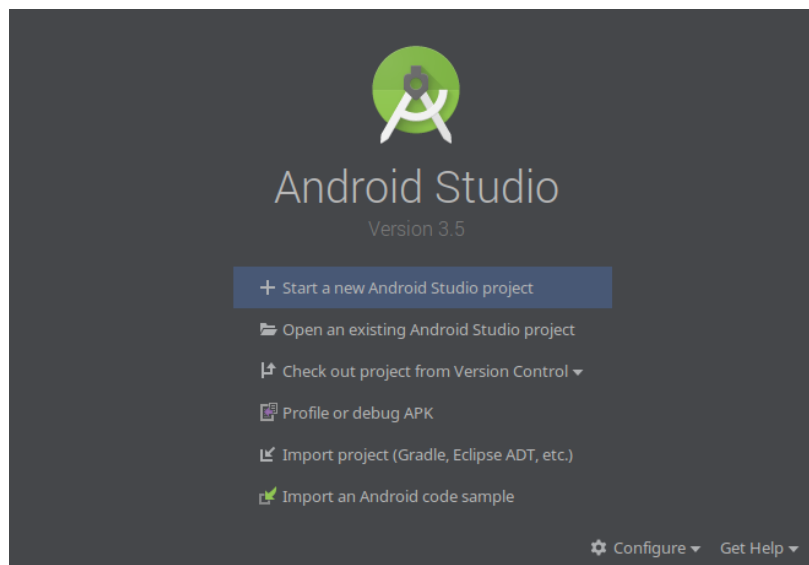 Android Studio
Version 3.5
Start a new Android Studio project
Open an existing Android Studio project
Check out project from Version Control
Profile or debug APK
Import project (Gradle, Eclipse ADT, etc.)
Import an Android code sample
Configure Get Help